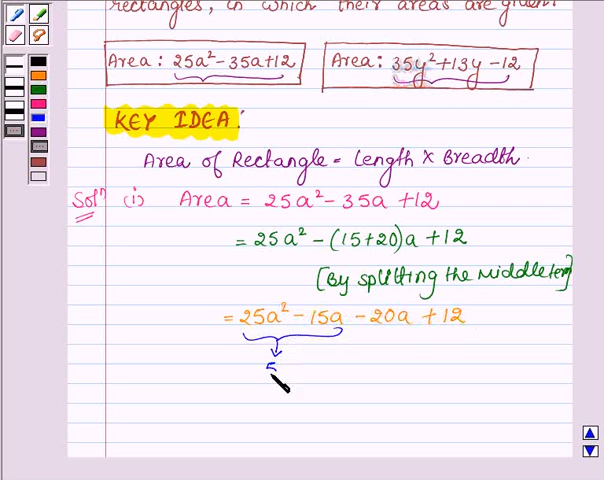 rectangles, in which their areas are given:
Area: 25a² - 35a + 12
Area: 35y² + 13y - 12
KEY IDEA:
Area of Rectangle = Length × Breadth.
Solⁿ (i) Area = 25a² - 35a + 12
= 25a² - (15+20)a + 12
[By splitting the Middle term]
= 25a² - 15a - 20a + 12
5